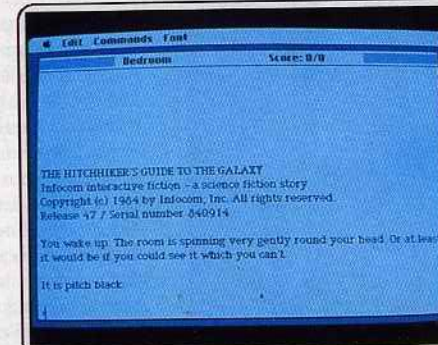 Edit Commands Font
Bedroom Score: 0/0
THE HITCHHIKER'S GUIDE TO THE GALAXY
Infocom interactive fiction - a science fiction story
Copyright (c) 1984 by Infocom, Inc. All rights reserved.
Release 47 / Serial number 840914
You wake up. The room is spinning very gently round your head. Or at least
it would be if you could see it which you can't.
It is pitch black.